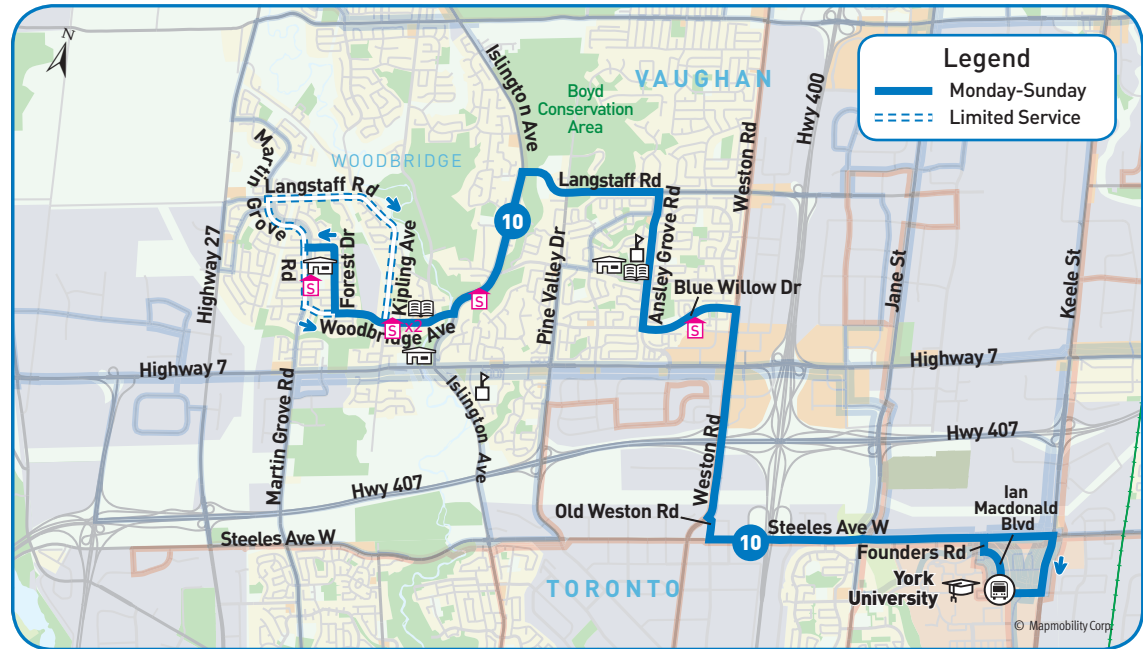 N
Islington Ave
VAUGHAN
Boyd
Conservation
Area
Hwy 400
Legend
Monday-Sunday
Limited Service
Martin Grove Rd
WOODBRIDGE
Langstaff Rd
Langstaff Rd
Weston Rd
10
Highway 27
Forest Dr
Kipling Ave
Pine Valley Dr
Ansley Grove Rd
Jane St
Keele St
S
S
Blue Willow Dr
S x2
S
Woodbridge Ave
Highway 7
Highway 7
Martin Grove Rd
Islington Ave
Weston Rd
Hwy 407
Hwy 407
Old Weston Rd
Ian
Macdonald
Blvd
Steeles Ave W
10
Steeles Ave W
Founders Rd
TORONTO
York
University
© Mapmobility Corp.